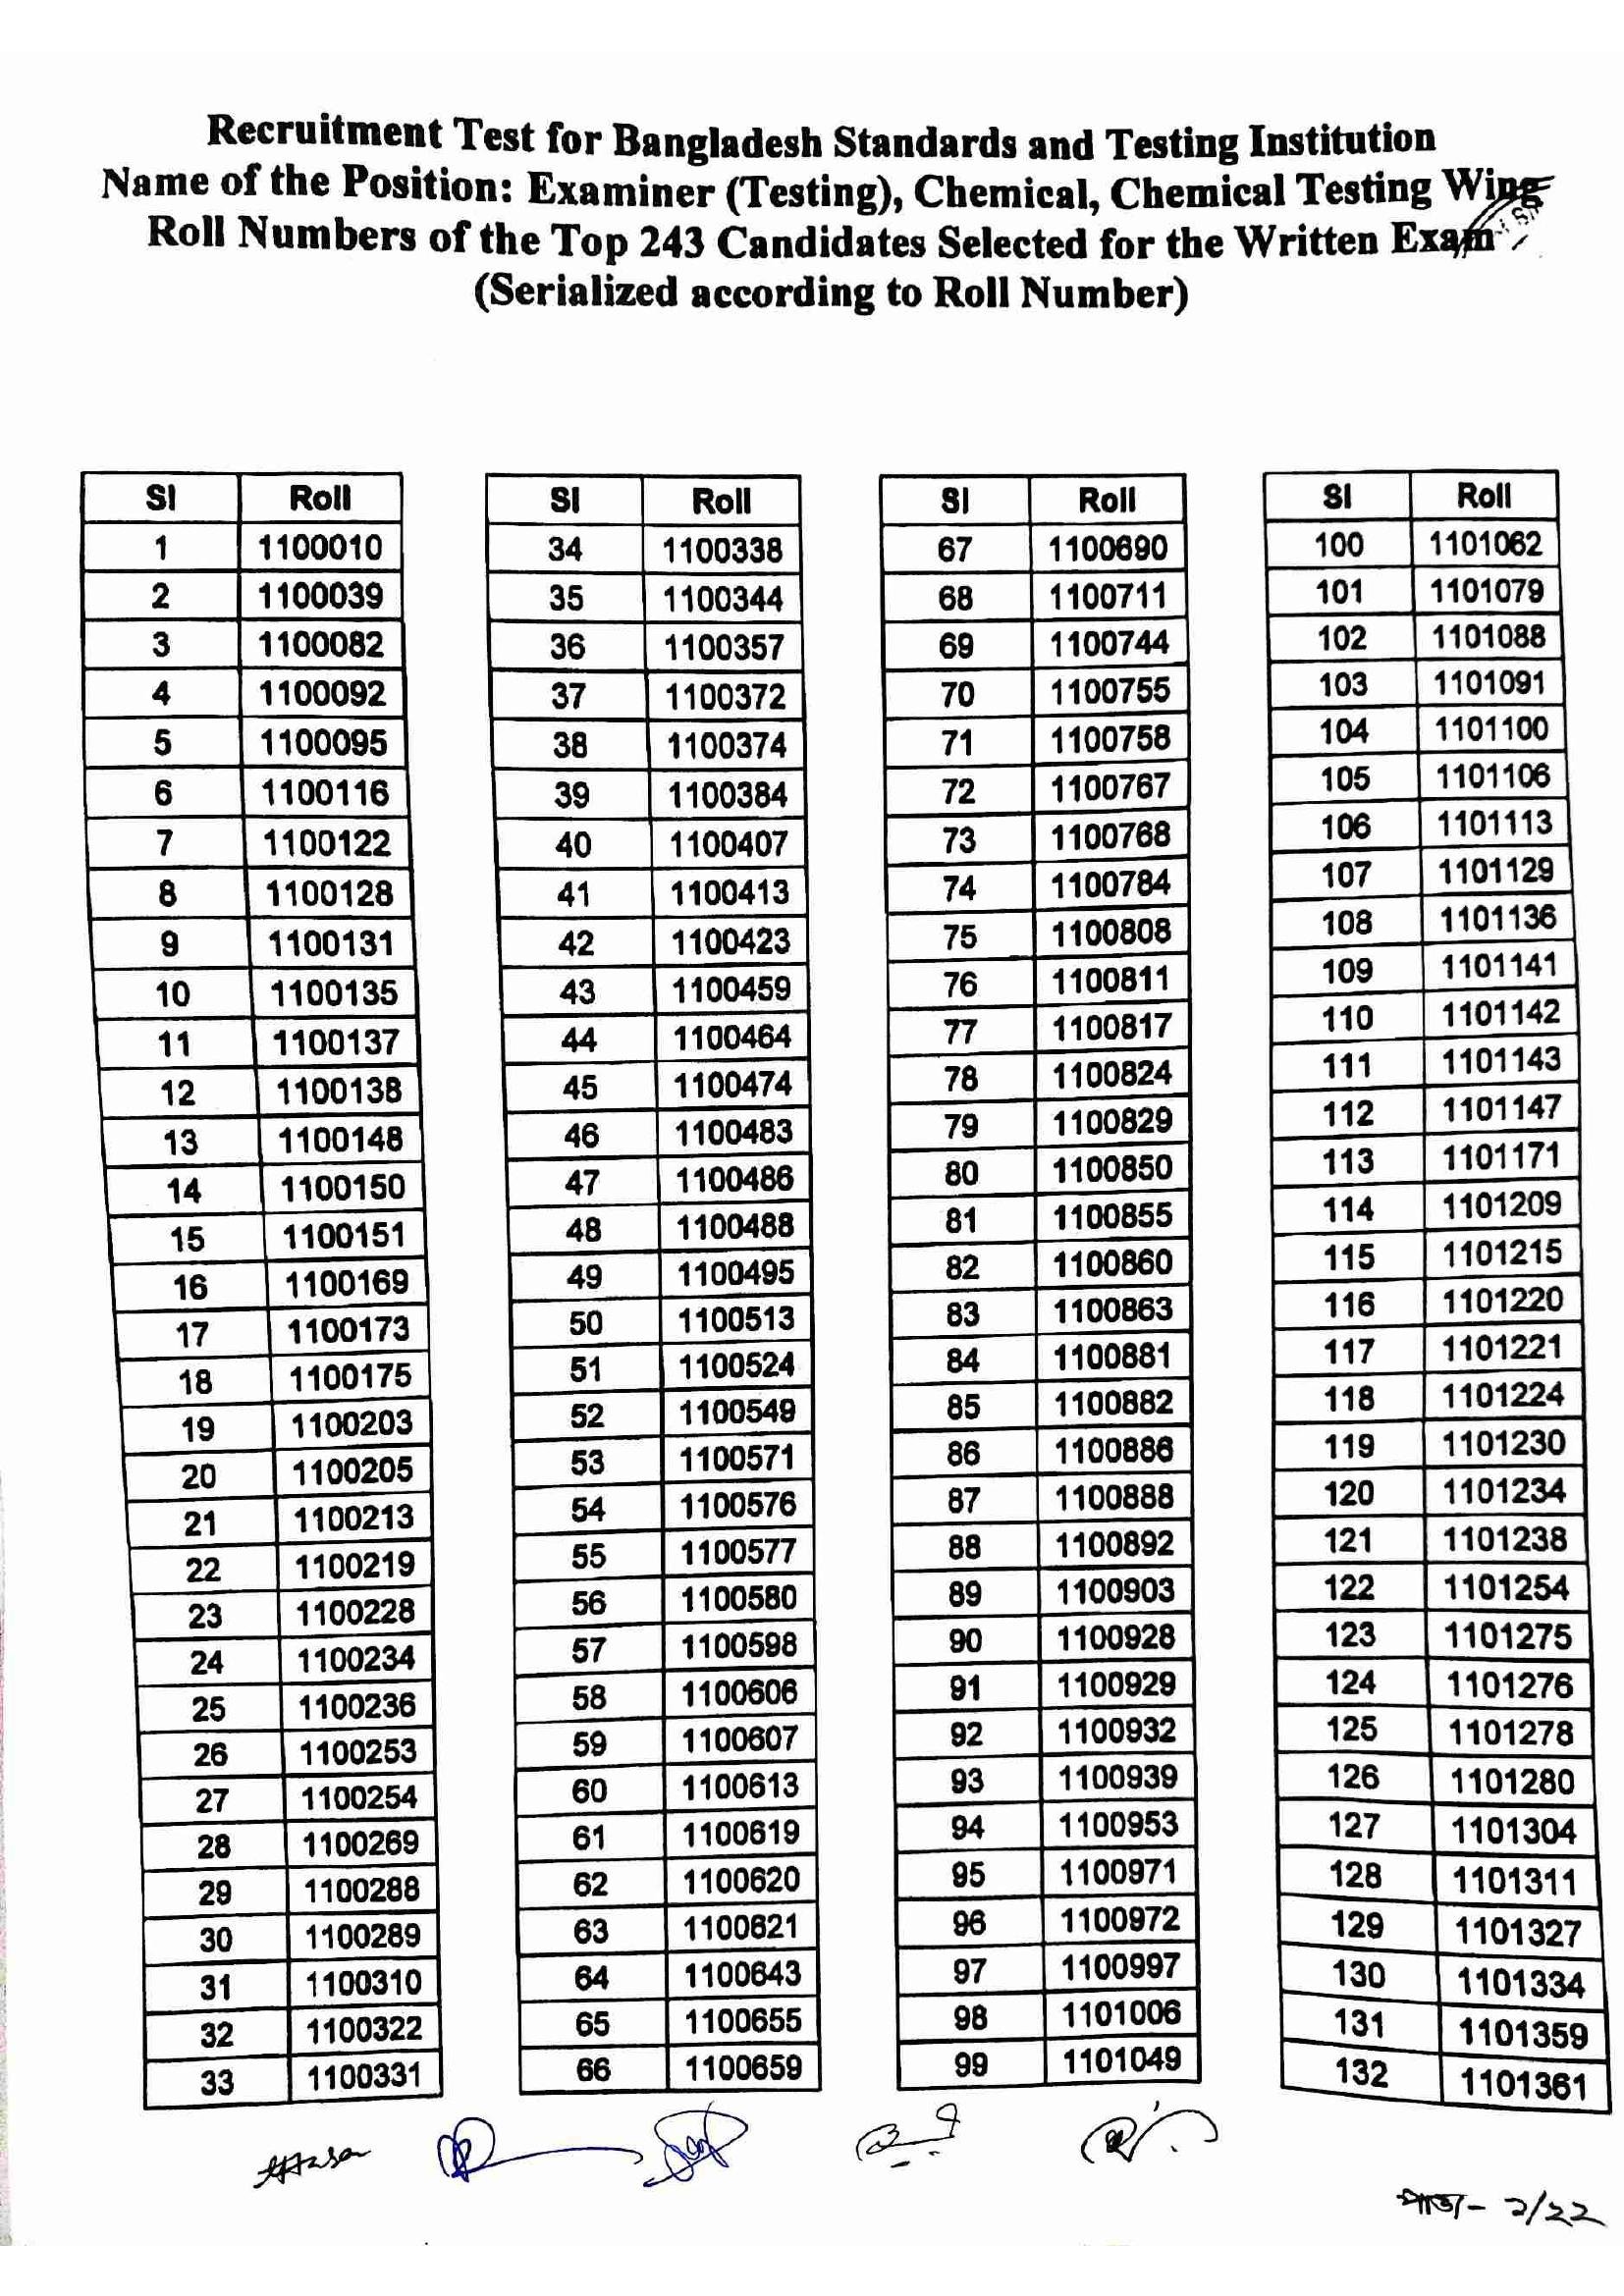 Recruitment Test for Bangladesh Standards and Testing Institution
Name of the Position: Examiner (Testing), Chemical, Chemical Testing Wing
Roll Numbers of the Top 243 Candidates Selected for the Written Exam
(Serialized according to Roll Number)
Sl Roll Sl Roll Sl Roll Sl Roll
1 1100010 34 1100338 67 1100690 100 1101062
2 1100039 35 1100344 68 1100711 101 1101079
3 1100082 36 1100357 69 1100744 102 1101088
4 1100092 37 1100372 70 1100755 103 1101091
5 1100095 38 1100374 71 1100758 104 1101100
6 1100116 39 1100384 72 1100767 105 1101106
7 1100122 40 1100407 73 1100768 106 1101113
8 1100128 41 1100413 74 1100784 107 1101129
9 1100131 42 1100423 75 1100808 108 1101136
10 1100135 43 1100459 76 1100811 109 1101141
11 1100137 44 1100464 77 1100817 110 1101142
12 1100138 45 1100474 78 1100824 111 1101143
13 1100148 46 1100483 79 1100829 112 1101147
14 1100150 47 1100486 80 1100850 113 1101171
15 1100151 48 1100488 81 1100855 114 1101209
16 1100169 49 1100495 82 1100860 115 1101215
17 1100173 50 1100513 83 1100863 116 1101220
18 1100175 51 1100524 84 1100881 117 1101221
19 1100203 52 1100549 85 1100882 118 1101224
20 1100205 53 1100571 86 1100886 119 1101230
21 1100213 54 1100576 87 1100888 120 1101234
22 1100219 55 1100577 88 1100892 121 1101238
23 1100228 56 1100580 89 1100903 122 1101254
24 1100234 57 1100598 90 1100928 123 1101275
25 1100236 58 1100606 91 1100929 124 1101276
26 1100253 59 1100607 92 1100932 125 1101278
27 1100254 60 1100613 93 1100939 126 1101280
28 1100269 61 1100619 94 1100953 127 1101304
29 1100288 62 1100620 95 1100971 128 1101311
30 1100289 63 1100621 96 1100972 129 1101327
31 1100310 64 1100643 97 1100997 130 1101334
32 1100322 65 1100655 98 1101006 131 1101359
33 1100331 66 1100659 99 1101049 132 1101361
পাতা- ২/২২